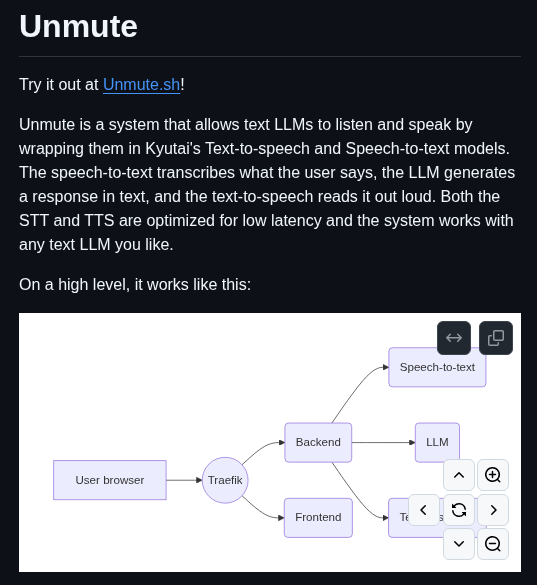 Unmute
Try it out at Unmute.sh!
Unmute is a system that allows text LLMs to listen and speak by
wrapping them in Kyutai's Text-to-speech and Speech-to-text models.
The speech-to-text transcribes what the user says, the LLM generates
a response in text, and the text-to-speech reads it out loud. Both the
STT and TTS are optimized for low latency and the system works with
any text LLM you like.
On a high level, it works like this:
Speech-to-text
Backend
LLM
User browser
Traefik
Frontend